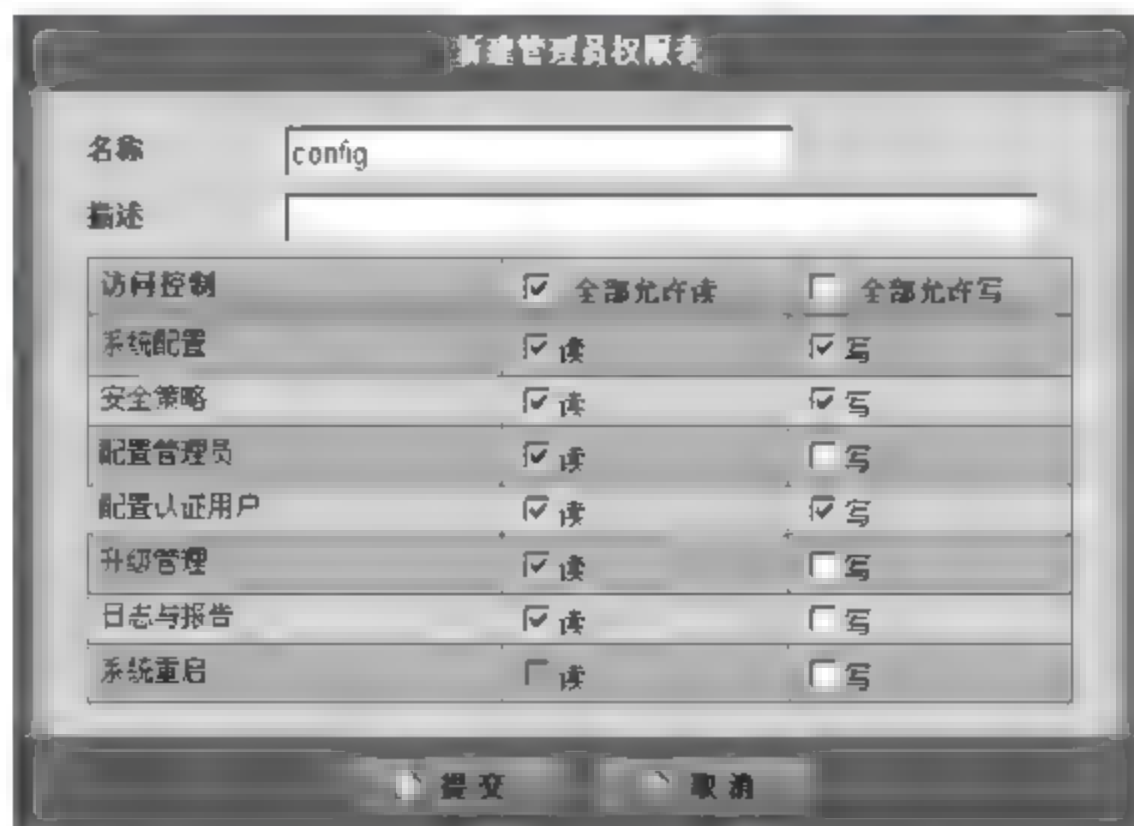 新建管理员权限表
名称 config
描述
访问控制 全部允许读 全部允许写
系统配置 读 写
安全策略 读 写
配置管理员 读 写
配置认证用户 读 写
升级管理 读 写
日志与报告 读 写
系统重启 读 写
提交 取消